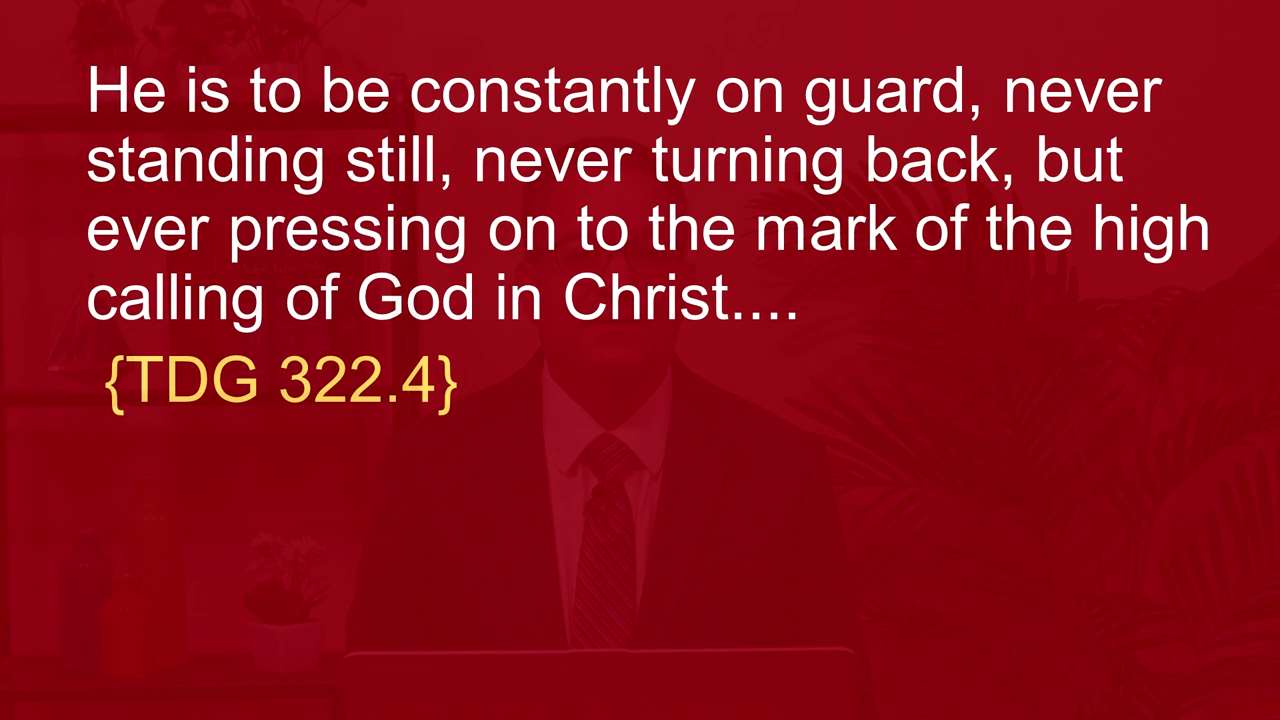 He is to be constantly on guard, never
standing still, never turning back, but
ever pressing on to the mark of the high
calling of God in Christ....
{TDG 322.4}